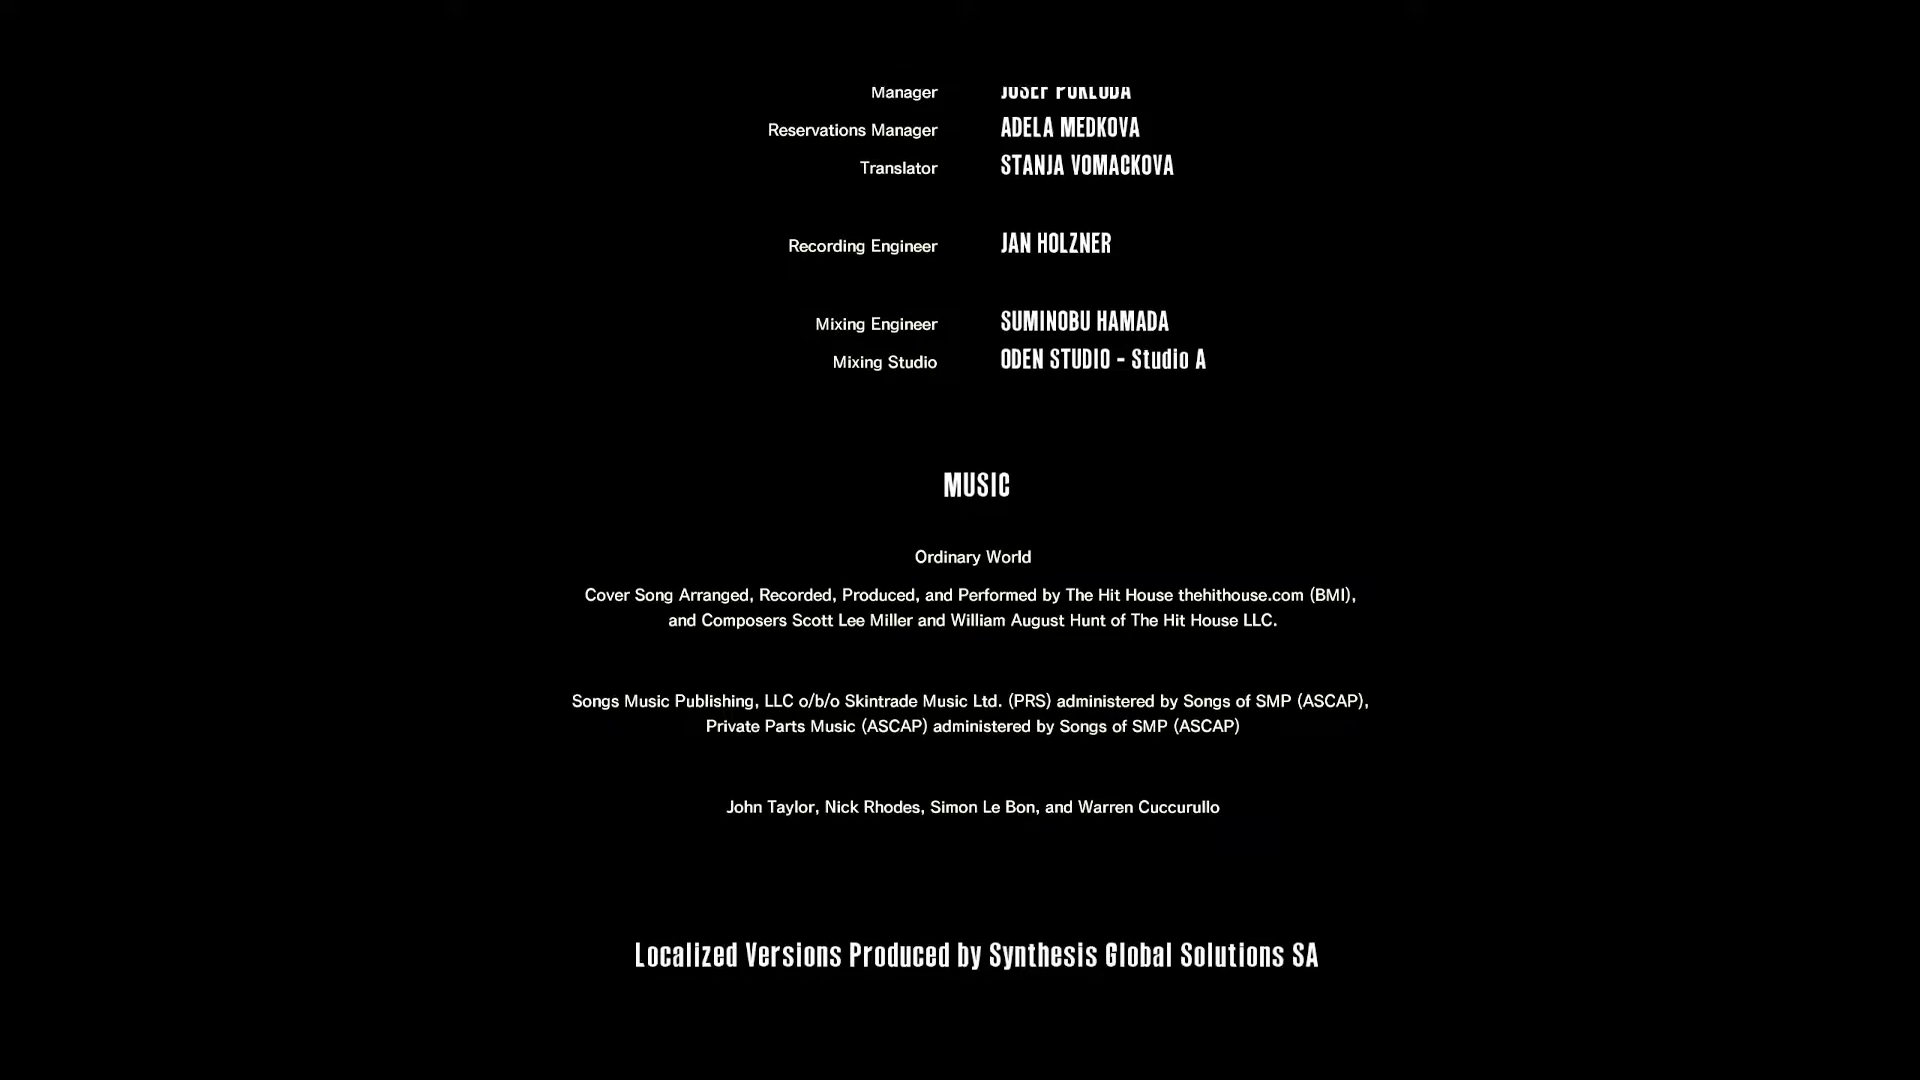 Manager JOSEF POKLUDA
Reservations Manager ADELA MEDKOVA
Translator STANJA VOMACKOVA
Recording Engineer JAN HOLZNER
Mixing Engineer SUMINOBU HAMADA
Mixing Studio ODEN STUDIO - Studio A
MUSIC
Ordinary World
Cover Song Arranged, Recorded, Produced, and Performed by The Hit House thehithouse.com (BMI),
and Composers Scott Lee Miller and William August Hunt of The Hit House LLC.
Songs Music Publishing, LLC o/b/o Skintrade Music Ltd. (PRS) administered by Songs of SMP (ASCAP),
Private Parts Music (ASCAP) administered by Songs of SMP (ASCAP)
John Taylor, Nick Rhodes, Simon Le Bon, and Warren Cuccurullo
Localized Versions Produced by Synthesis Global Solutions SA